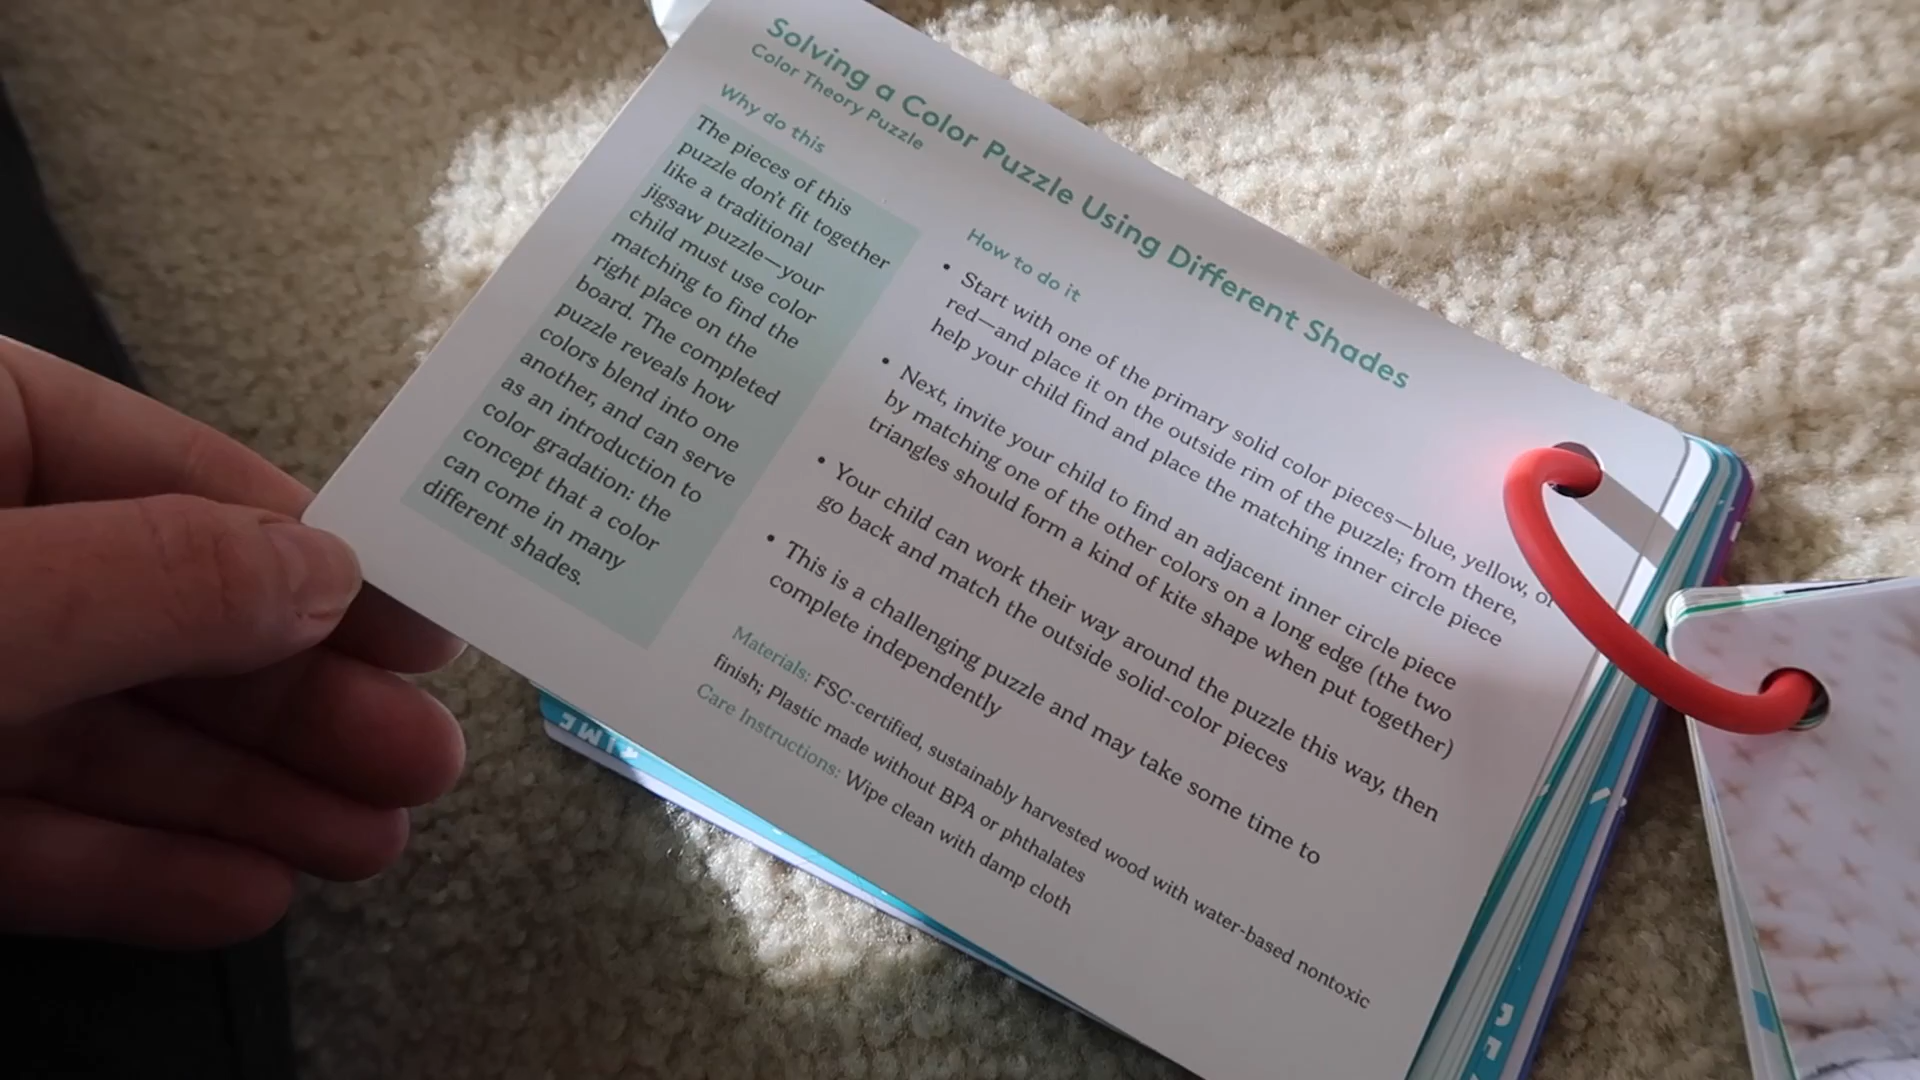 Solving a Color Puzzle Using Different Shades
Color Theory Puzzle
Why do this
The pieces of this
puzzle don't fit together
like a traditional
jigsaw puzzle—your
child must use color
matching to find the
right place on the
board. The completed
puzzle reveals how
colors blend into one
another, and can serve
as an introduction to
color gradation: the
concept that a color
can come in many
different shades.
How to do it
• Start with one of the primary solid color pieces—blue, yellow, or
red—and place it on the outside rim of the puzzle; from there,
help your child find and place the matching inner circle piece
• Next, invite your child to find an adjacent inner circle piece
by matching one of the other colors on a long edge (the two
triangles should form a kind of kite shape when put together)
• Your child can work their way around the puzzle this way, then
go back and match the outside solid-color pieces
• This is a challenging puzzle and may take some time to
complete independently
Materials: FSC-certified, sustainably harvested wood with water-based nontoxic
finish; Plastic made without BPA or phthalates
Care Instructions: Wipe clean with damp cloth